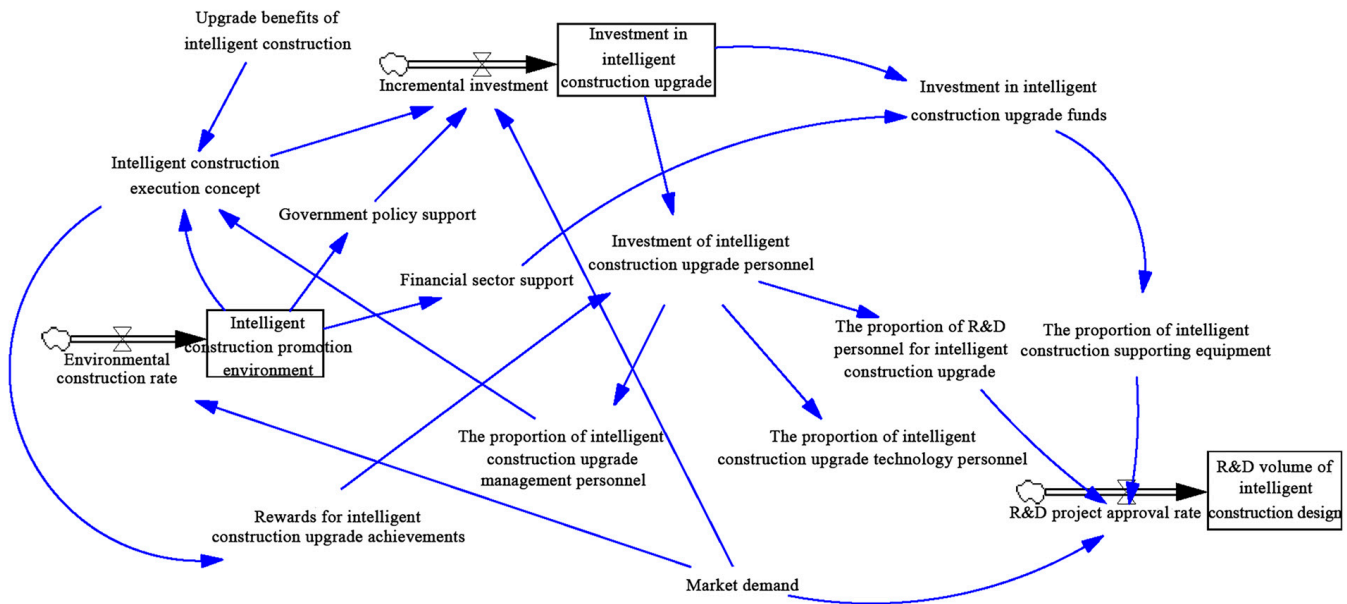 Upgrade benefits of
intelligent construction
Investment in
intelligent
construction upgrade
Incremental investment
Investment in intelligent
construction upgrade funds
Intelligent construction
execution concept
Government policy support
Investment of intelligent
construction upgrade personnel
Financial sector support
Intelligent
construction promotion
environment
Environmental
construction rate
The proportion of R&D
personnel for intelligent
construction upgrade
The proportion of intelligent
construction supporting equipment
The proportion of intelligent
construction upgrade
management personnel
The proportion of intelligent
construction upgrade technology personnel
R&D volume of
intelligent
construction design
R&D project approval rate
Rewards for intelligent
construction upgrade achievements
Market demand